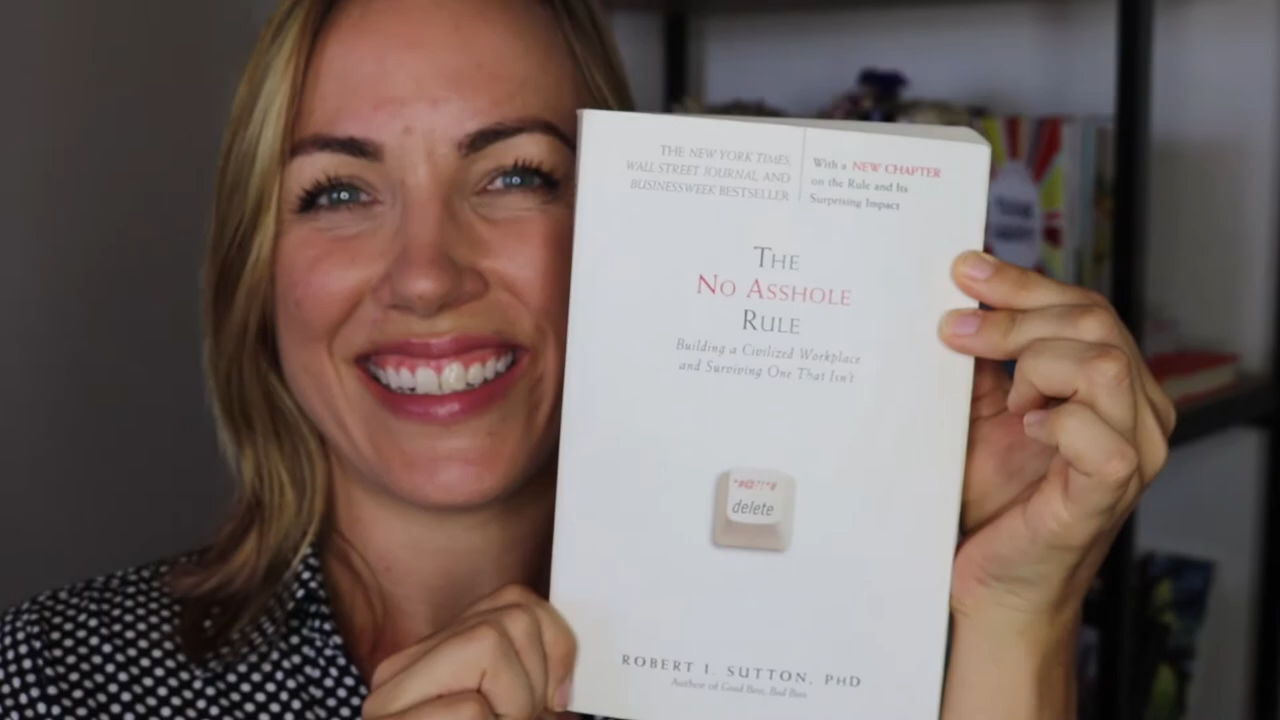 THE NEW YORK TIMES,
WALL STREET JOURNAL, AND
BUSINESSWEEK BESTSELLER
With a NEW CHAPTER
on the Rule and Its
Surprising Impact
THE
NO ASSHOLE
RULE
Building a Civilized Workplace
and Surviving One That Isn't
*#@?!*#
delete
ROBERT I. SUTTON, PHD
Author of Good Boss, Bad Boss